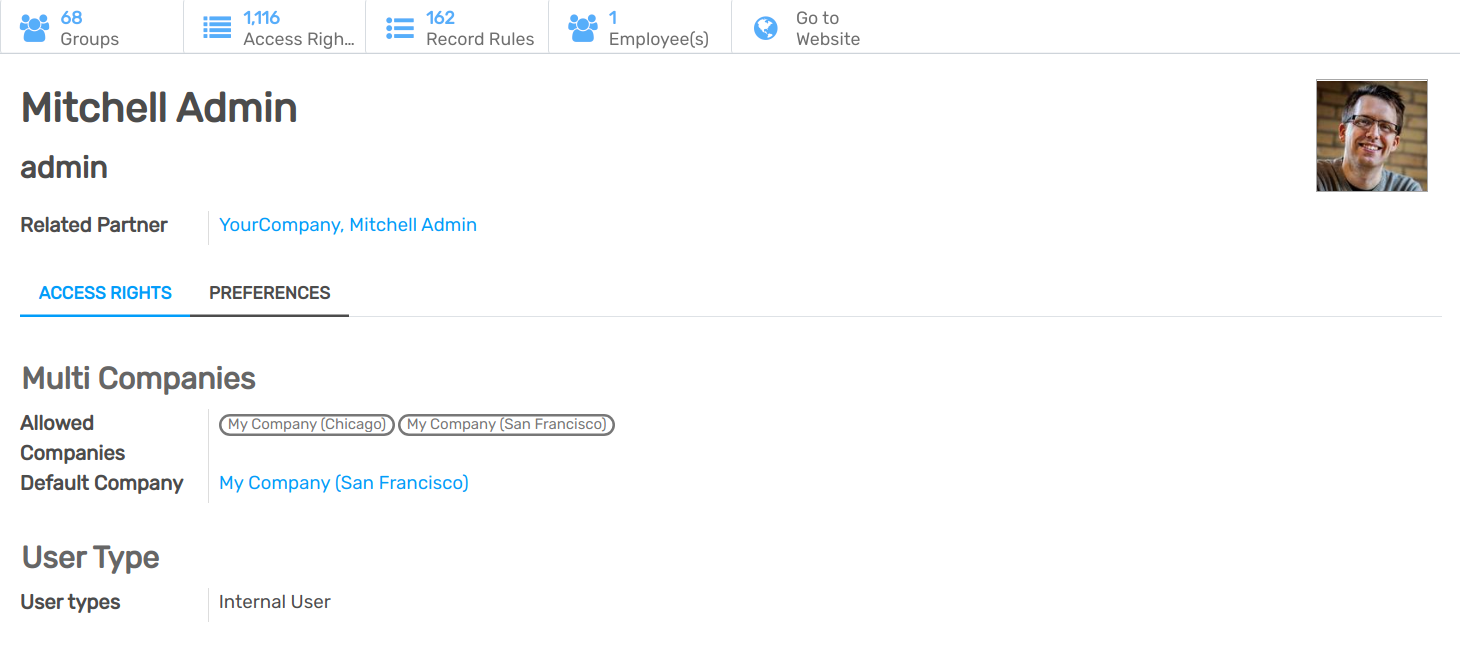 68
Groups
1,116
Access Righ...
162
Record Rules
1
Employee(s)
Go to
Website
Mitchell Admin
admin
Related Partner
YourCompany, Mitchell Admin
ACCESS RIGHTS
PREFERENCES
Multi Companies
Allowed
Companies
My Company (Chicago)
My Company (San Francisco)
Default Company
My Company (San Francisco)
User Type
User types
Internal User